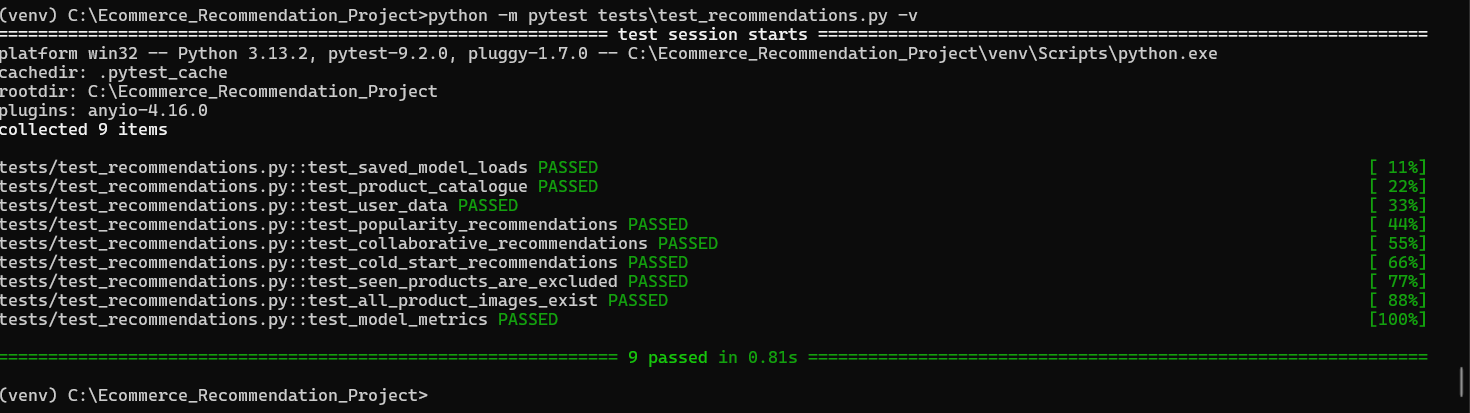 (venv) C:\Ecommerce_Recommendation_Project>python -m pytest tests\test_recommendations.py -v
============================================================= test session starts =============================================================
platform win32 -- Python 3.13.2, pytest-9.2.0, pluggy-1.7.0 -- C:\Ecommerce_Recommendation_Project\venv\Scripts\python.exe
cachedir: .pytest_cache
rootdir: C:\Ecommerce_Recommendation_Project
plugins: anyio-4.16.0
collected 9 items
tests/test_recommendations.py::test_saved_model_loads PASSED [ 11%]
tests/test_recommendations.py::test_product_catalogue PASSED [ 22%]
tests/test_recommendations.py::test_user_data PASSED [ 33%]
tests/test_recommendations.py::test_popularity_recommendations PASSED [ 44%]
tests/test_recommendations.py::test_collaborative_recommendations PASSED [ 55%]
tests/test_recommendations.py::test_cold_start_recommendations PASSED [ 66%]
tests/test_recommendations.py::test_seen_products_are_excluded PASSED [ 77%]
tests/test_recommendations.py::test_all_product_images_exist PASSED [ 88%]
tests/test_recommendations.py::test_model_metrics PASSED [100%]
============================================================== 9 passed in 0.81s ==============================================================
(venv) C:\Ecommerce_Recommendation_Project>